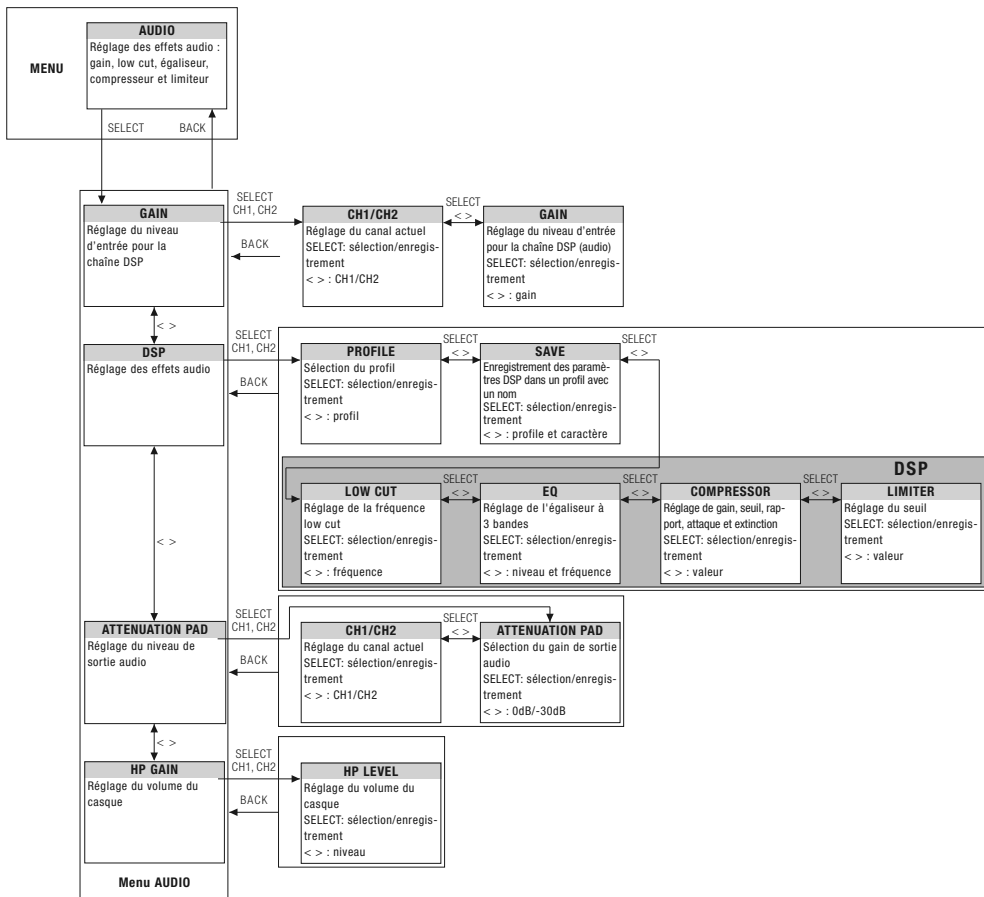 MENU
AUDIO
Réglage des effets audio :
gain, low cut, égaliseur,
compresseur et limiteur
SELECT
BACK
GAIN
Réglage du niveau
d'entrée pour la
chaîne DSP
SELECT
CH1, CH2
BACK
CH1/CH2
Réglage du canal actuel
SELECT: sélection/enregis-
trement
< > : CH1/CH2
SELECT
< >
GAIN
Réglage du niveau d'entrée
pour la chaîne DSP (audio)
SELECT: sélection/enregis-
trement
< > : gain
< >
DSP
Réglage des effets audio
SELECT
CH1, CH2
BACK
PROFILE
Sélection du profil
SELECT: sélection/enregis-
trement
< > : profil
SELECT
< >
SAVE
Enregistrement des paramè-
tres DSP dans un profil avec
un nom
SELECT: sélection/enregis-
trement
< > : profile et caractère
SELECT
< >
DSP
LOW CUT
Réglage de la fréquence
low cut
SELECT: sélection/enregis-
trement
< > : fréquence
SELECT
< >
EQ
Réglage de l'égaliseur à
3 bandes
SELECT: sélection/enregis-
trement
< > : niveau et fréquence
SELECT
< >
COMPRESSOR
Réglage de gain, seuil, rap-
port, attaque et extinction
SELECT: sélection/enregis-
trement
< > : valeur
SELECT
< >
LIMITER
Réglage du seuil
SELECT: sélection/enregis-
trement
< > : valeur
< >
ATTENUATION PAD
Réglage du niveau de
sortie audio
SELECT
CH1, CH2
BACK
CH1/CH2
Réglage du canal actuel
SELECT: sélection/enregis-
trement
< > : CH1/CH2
SELECT
< >
ATTENUATION PAD
Sélection du gain de sortie
audio
SELECT: sélection/enregis-
trement
< > : 0dB/-30dB
< >
HP GAIN
Réglage du volume du
casque
SELECT
CH1, CH2
BACK
HP LEVEL
Réglage du volume du
casque
SELECT: sélection/enregis-
trement
< > : niveau
Menu AUDIO